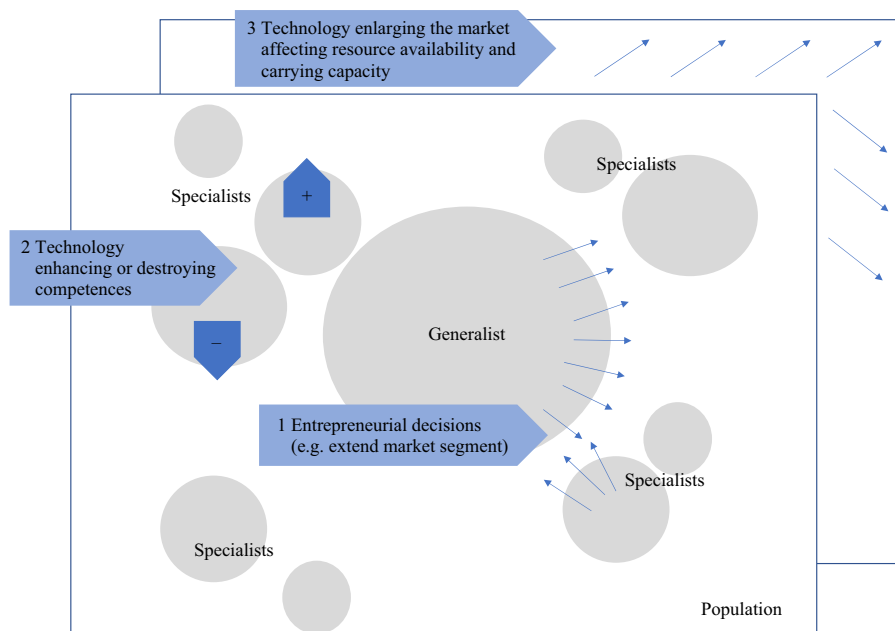 3 Technology enlarging the market
affecting resource availability and
carrying capacity
Specialists
Specialists
+
2 Technology
enhancing or destroying
competences
–
Generalist
1 Entrepreneurial decisions
(e.g. extend market segment)
Specialists
Specialists
Population